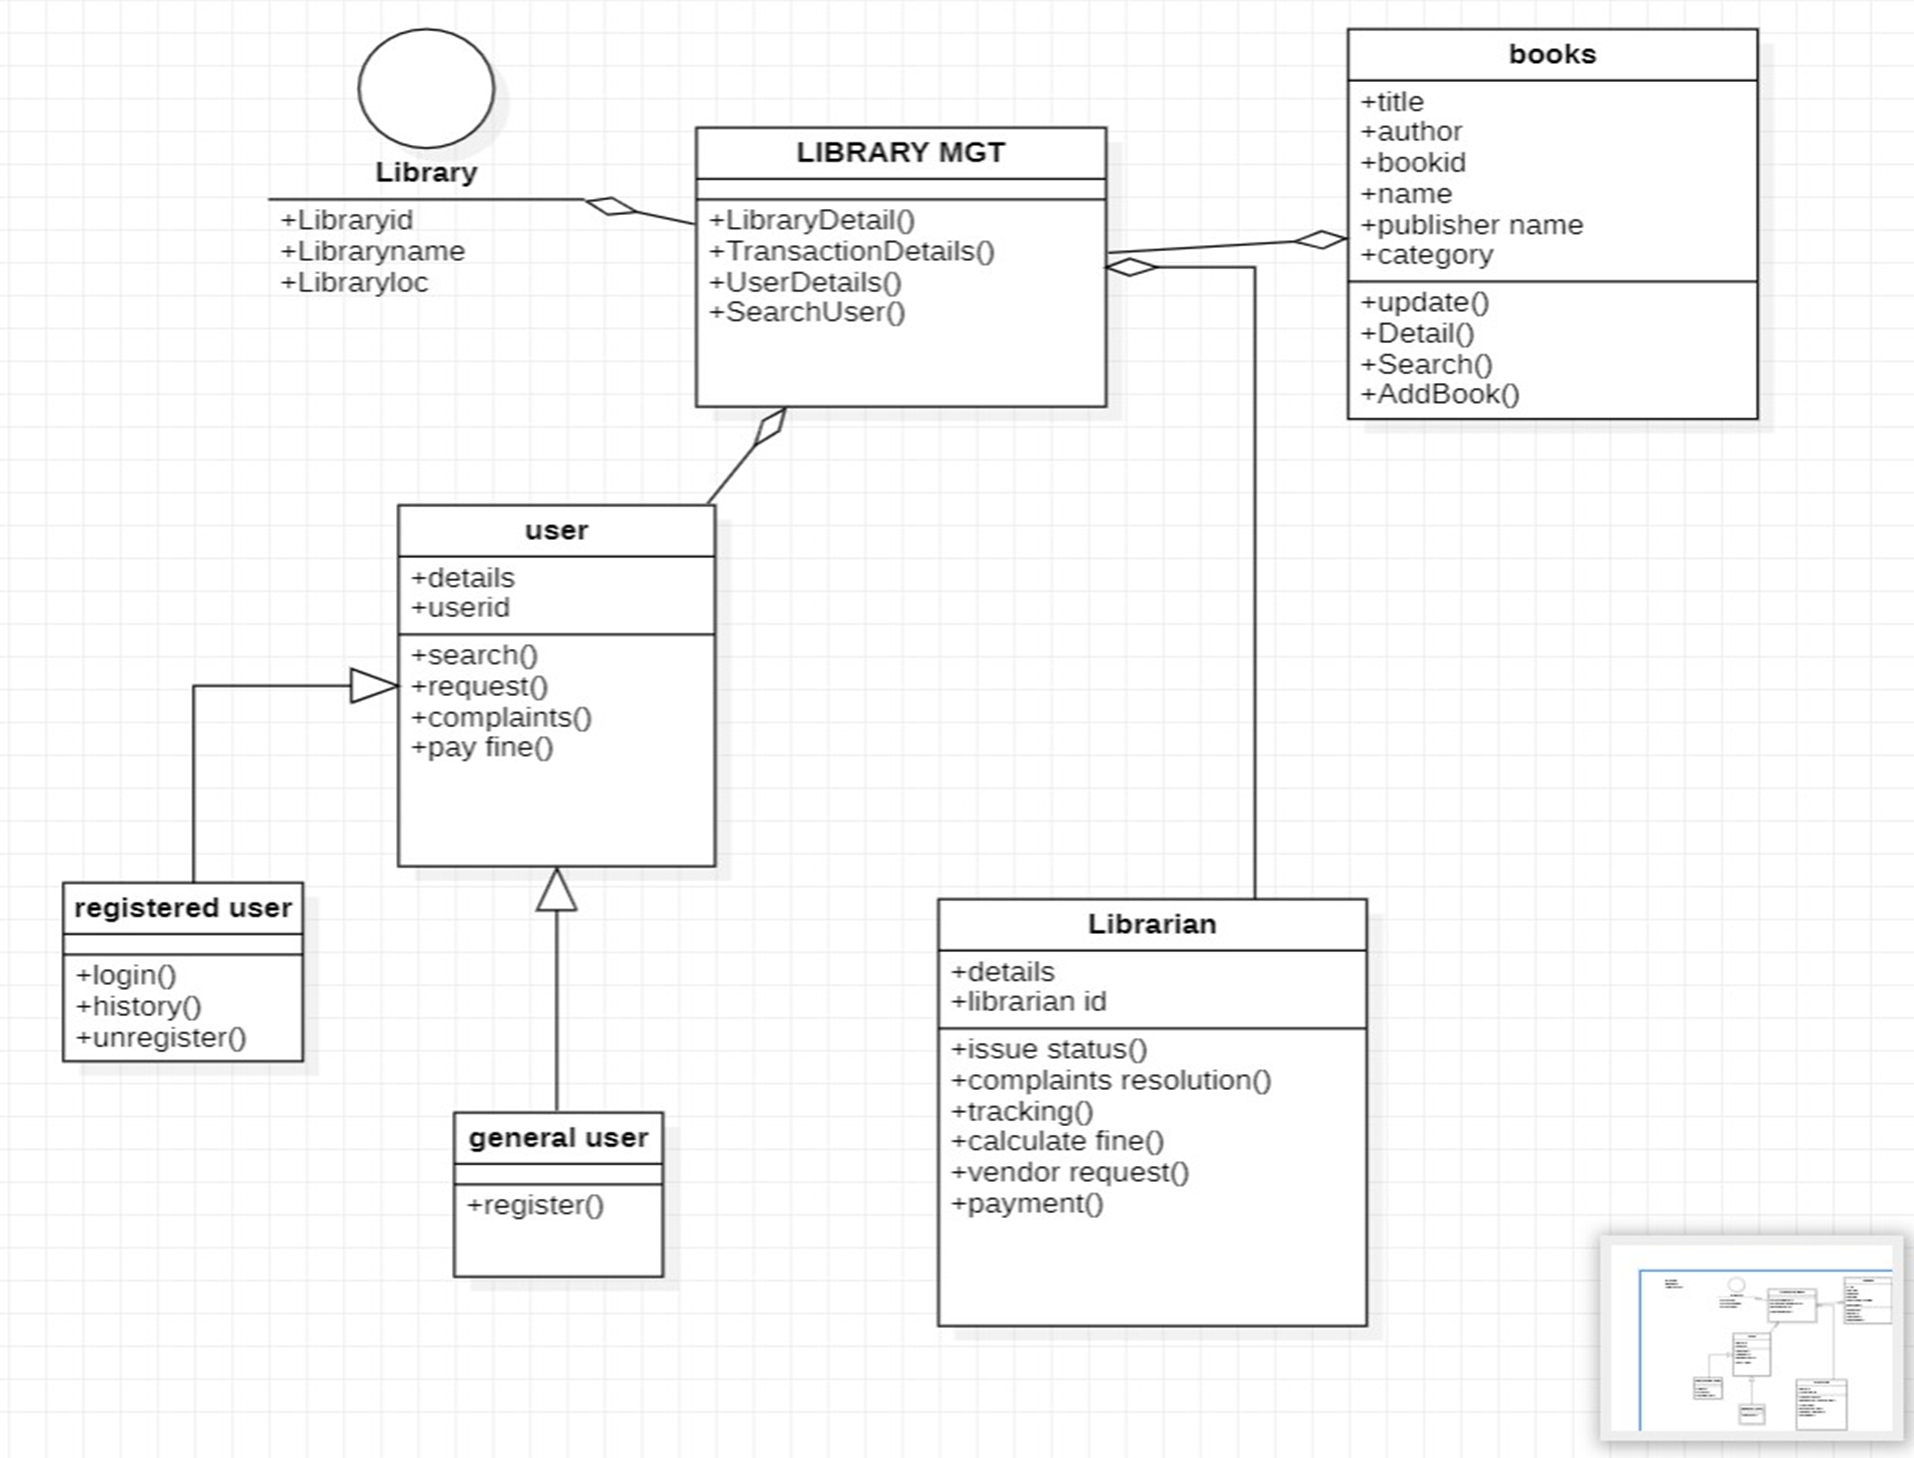 Library
+Libraryid
+Libraryname
+Libraryloc
LIBRARY MGT
+LibraryDetail()
+TransactionDetails()
+UserDetails()
+SearchUser()
books
+title
+author
+bookid
+name
+publisher name
+category
+update()
+Detail()
+Search()
+AddBook()
user
+details
+userid
+search()
+request()
+complaints()
+pay fine()
registered user
+login()
+history()
+unregister()
general user
+register()
Librarian
+details
+librarian id
+issue status()
+complaints resolution()
+tracking()
+calculate fine()
+vendor request()
+payment()